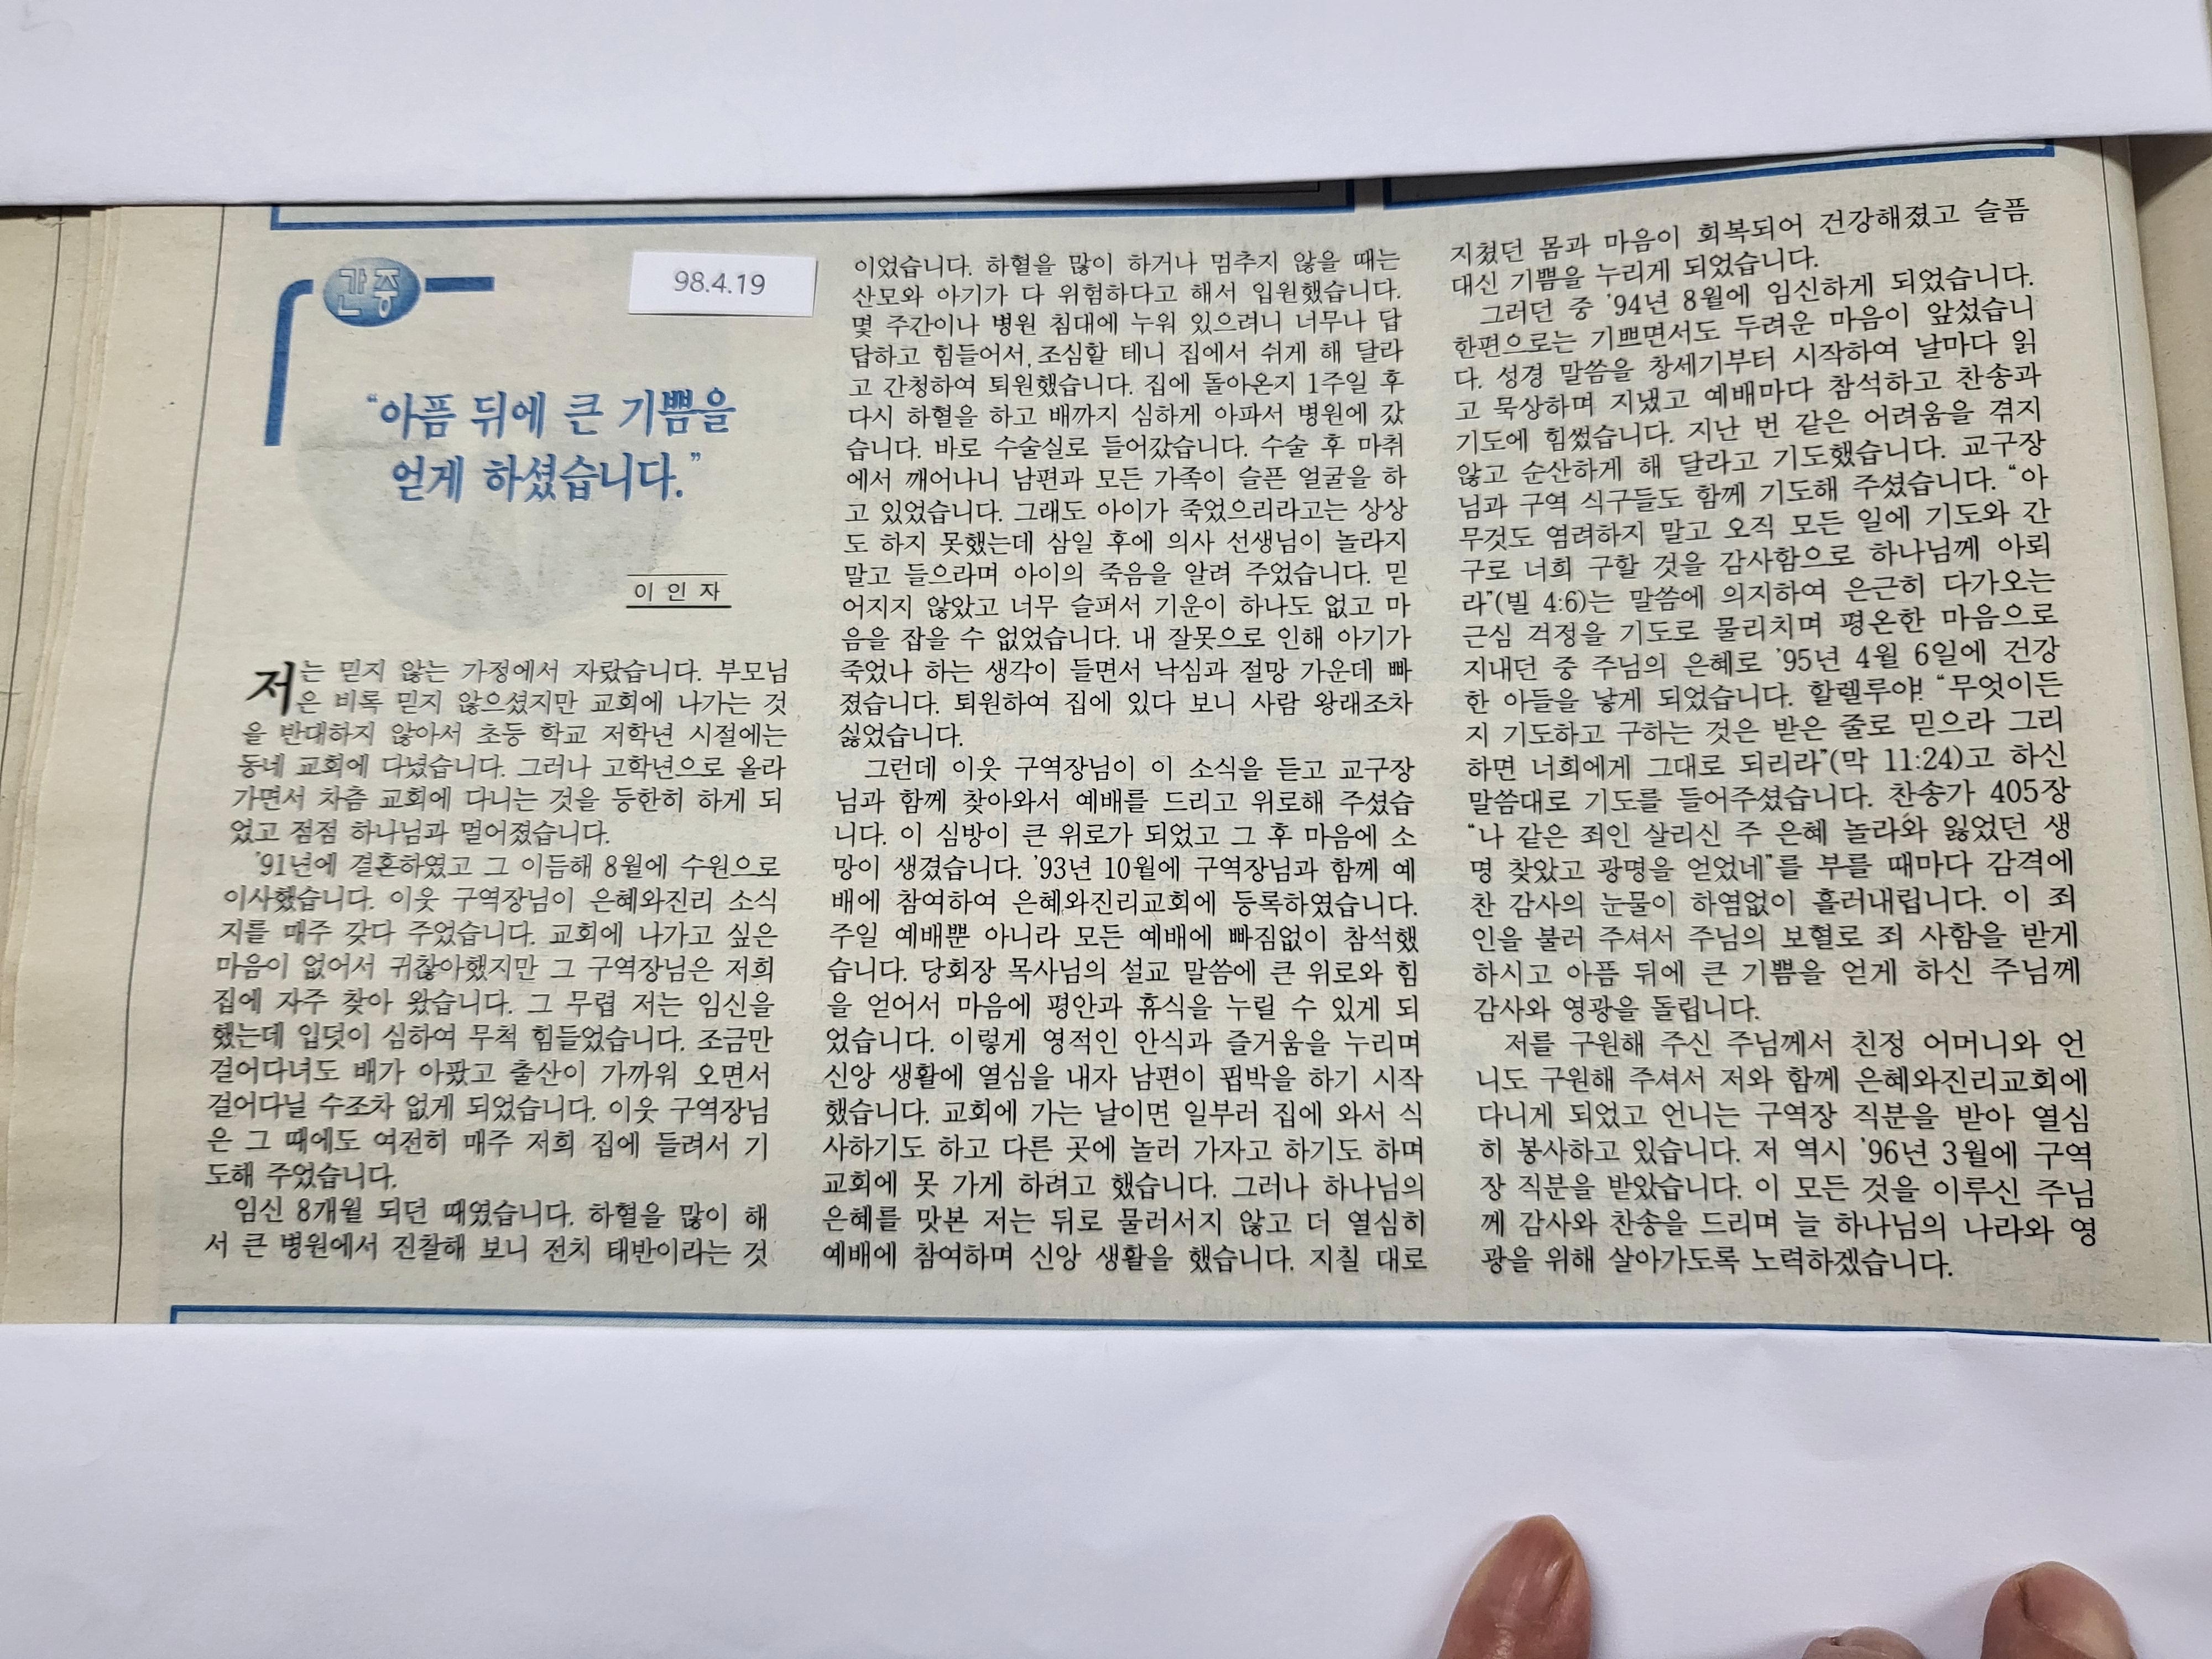 간증
98.4.19
“아픔 뒤에 큰 기쁨을
얻게 하셨습니다.”
이 인 자
저는 믿지 않는 가정에서 자랐습니다. 부모님
은 비록 믿지 않으셨지만 교회에 나가는 것
을 반대하지 않아서 초등 학교 저학년 시절에는
동네 교회에 다녔습니다. 그러나 고학년으로 올라
가면서 차츰 교회에 다니는 것을 등한히 하게 되
었고 점점 하나님과 멀어졌습니다.
'91년에 결혼하였고 그 이듬해 8월에 수원으로
이사했습니다. 이웃 구역장님이 은혜와진리 소식
지를 매주 갖다 주었습니다. 교회에 나가고 싶은
마음이 없어서 귀찮아했지만 그 구역장님은 저희
집에 자주 찾아 왔습니다. 그 무렵 저는 임신을
했는데 입덧이 심하여 무척 힘들었습니다. 조금만
걸어다녀도 배가 아팠고 출산이 가까워 오면서
걸어다닐 수조차 없게 되었습니다. 이웃 구역장님
은 그 때에도 여전히 매주 저희 집에 들려서 기
도해 주었습니다.
임신 8개월 되던 때였습니다. 하혈을 많이 해
서 큰 병원에서 진찰해 보니 전치 태반이라는 것
이었습니다. 하혈을 많이 하거나 멈추지 않을 때는
산모와 아기가 다 위험하다고 해서 입원했습니다.
몇 주간이나 병원 침대에 누워 있으려니 너무나 답
답하고 힘들어서, 조심할 테니 집에서 쉬게 해 달라
고 간청하여 퇴원했습니다. 집에 돌아온지 1주일 후
다시 하혈을 하고 배까지 심하게 아파서 병원에 갔
습니다. 바로 수술실로 들어갔습니다. 수술 후 마취
에서 깨어나니 남편과 모든 가족이 슬픈 얼굴을 하
고 있었습니다. 그래도 아이가 죽었으리라고는 상상
도 하지 못했는데 삼일 후에 의사 선생님이 놀라지
말고 들으라며 아이의 죽음을 알려 주었습니다. 믿
어지지 않았고 너무 슬퍼서 기운이 하나도 없고 마
음을 잡을 수 없었습니다. 내 잘못으로 인해 아기가
죽었나 하는 생각이 들면서 낙심과 절망 가운데 빠
졌습니다. 퇴원하여 집에 있다 보니 사람 왕래조차
싫었습니다.
그런데 이웃 구역장님이 이 소식을 듣고 교구장
님과 함께 찾아와서 예배를 드리고 위로해 주셨습
니다. 이 심방이 큰 위로가 되었고 그 후 마음에 소
망이 생겼습니다. '93년 10월에 구역장님과 함께 예
배에 참여하여 은혜와진리교회에 등록하였습니다.
주일 예배뿐 아니라 모든 예배에 빠짐없이 참석했
습니다. 당회장 목사님의 설교 말씀에 큰 위로와 힘
을 얻어서 마음에 평안과 휴식을 누릴 수 있게 되
었습니다. 이렇게 영적인 안식과 즐거움을 누리며
신앙 생활에 열심을 내자 남편이 핍박을 하기 시작
했습니다. 교회에 가는 날이면 일부러 집에 와서 식
사하기도 하고 다른 곳에 놀러 가자고 하기도 하며
교회에 못 가게 하려고 했습니다. 그러나 하나님의
은혜를 맛본 저는 뒤로 물러서지 않고 더 열심히
예배에 참여하며 신앙 생활을 했습니다. 지칠 대로
지쳤던 몸과 마음이 회복되어 건강해졌고 슬픔
대신 기쁨을 누리게 되었습니다.
그러던 중 '94년 8월에 임신하게 되었습니다.
한편으로는 기쁘면서도 두려운 마음이 앞섰습니
다. 성경 말씀을 창세기부터 시작하여 날마다 읽
고 묵상하며 지냈고 예배마다 참석하고 찬송과
기도에 힘썼습니다. 지난 번 같은 어려움을 겪지
않고 순산하게 해 달라고 기도했습니다. 교구장
님과 구역 식구들도 함께 기도해 주셨습니다. “아
무것도 염려하지 말고 오직 모든 일에 기도와 간
구로 너희 구할 것을 감사함으로 하나님께 아뢰
라”(빌 4:6)는 말씀에 의지하여 은근히 다가오는
근심 걱정을 기도로 물리치며 평온한 마음으로
지내던 중 주님의 은혜로 '95년 4월 6일에 건강
한 아들을 낳게 되었습니다. 할렐루야! “무엇이든
지 기도하고 구하는 것은 받은 줄로 믿으라 그리
하면 너희에게 그대로 되리라”(막 11:24)고 하신
말씀대로 기도를 들어주셨습니다. 찬송가 405장
“나 같은 죄인 살리신 주 은혜 놀라와 잃었던 생
명 찾았고 광명을 얻었네”를 부를 때마다 감격에
찬 감사의 눈물이 하염없이 흘러내립니다. 이 죄
인을 불러 주셔서 주님의 보혈로 죄 사함을 받게
하시고 아픔 뒤에 큰 기쁨을 얻게 하신 주님께
감사와 영광을 돌립니다.
저를 구원해 주신 주님께서 친정 어머니와 언
니도 구원해 주셔서 저와 함께 은혜와진리교회에
다니게 되었고 언니는 구역장 직분을 받아 열심
히 봉사하고 있습니다. 저 역시 '96년 3월에 구역
장 직분을 받았습니다. 이 모든 것을 이루신 주님
께 감사와 찬송을 드리며 늘 하나님의 나라와 영
광을 위해 살아가도록 노력하겠습니다.